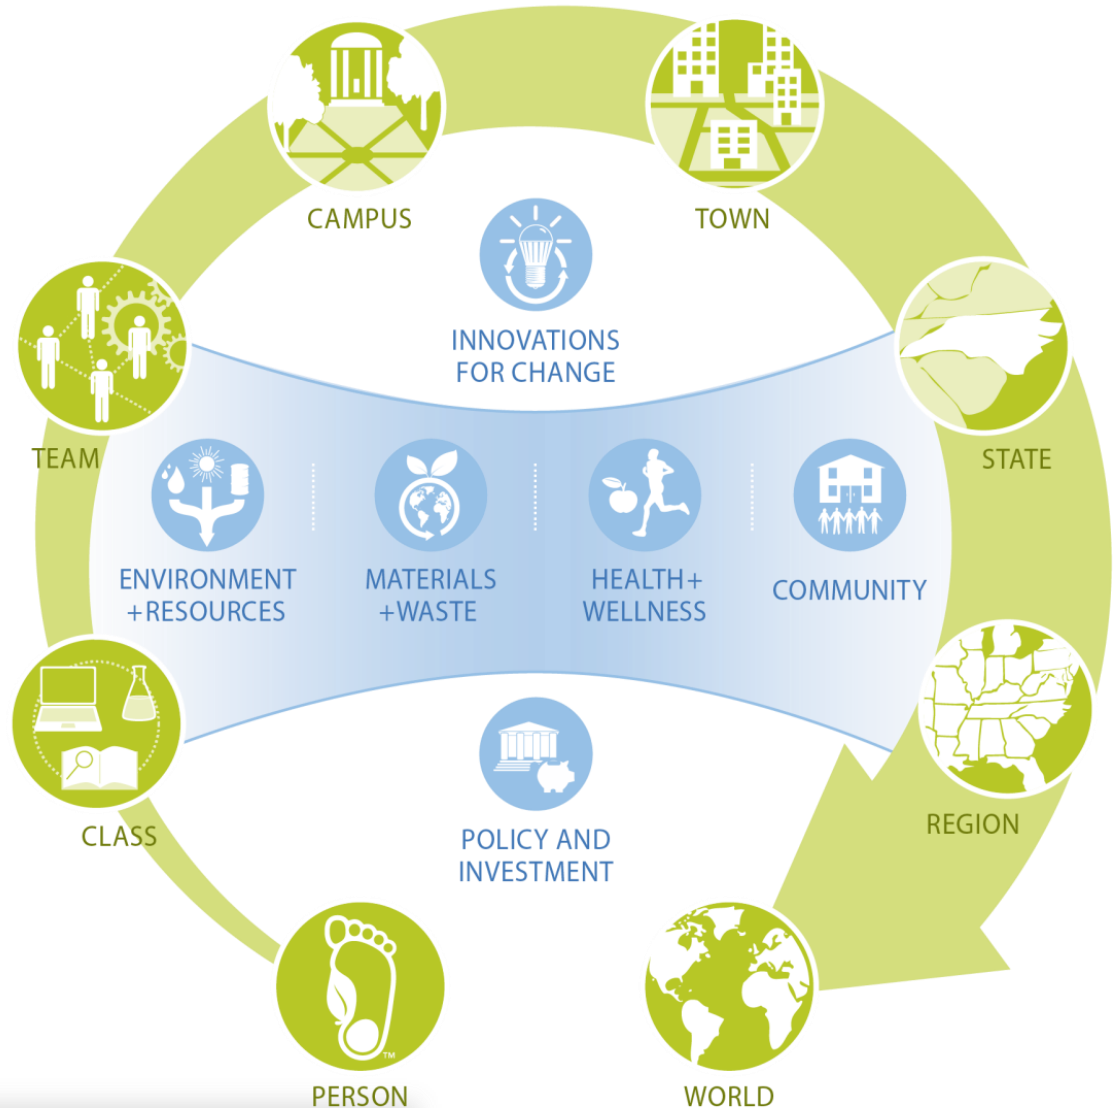 CAMPUS
TOWN
INNOVATIONS
FOR CHANGE
TEAM
STATE
ENVIRONMENT
+RESOURCES
MATERIALS
+WASTE
HEALTH+
WELLNESS
COMMUNITY
CLASS
REGION
POLICY AND
INVESTMENT
TM
PERSON
WORLD